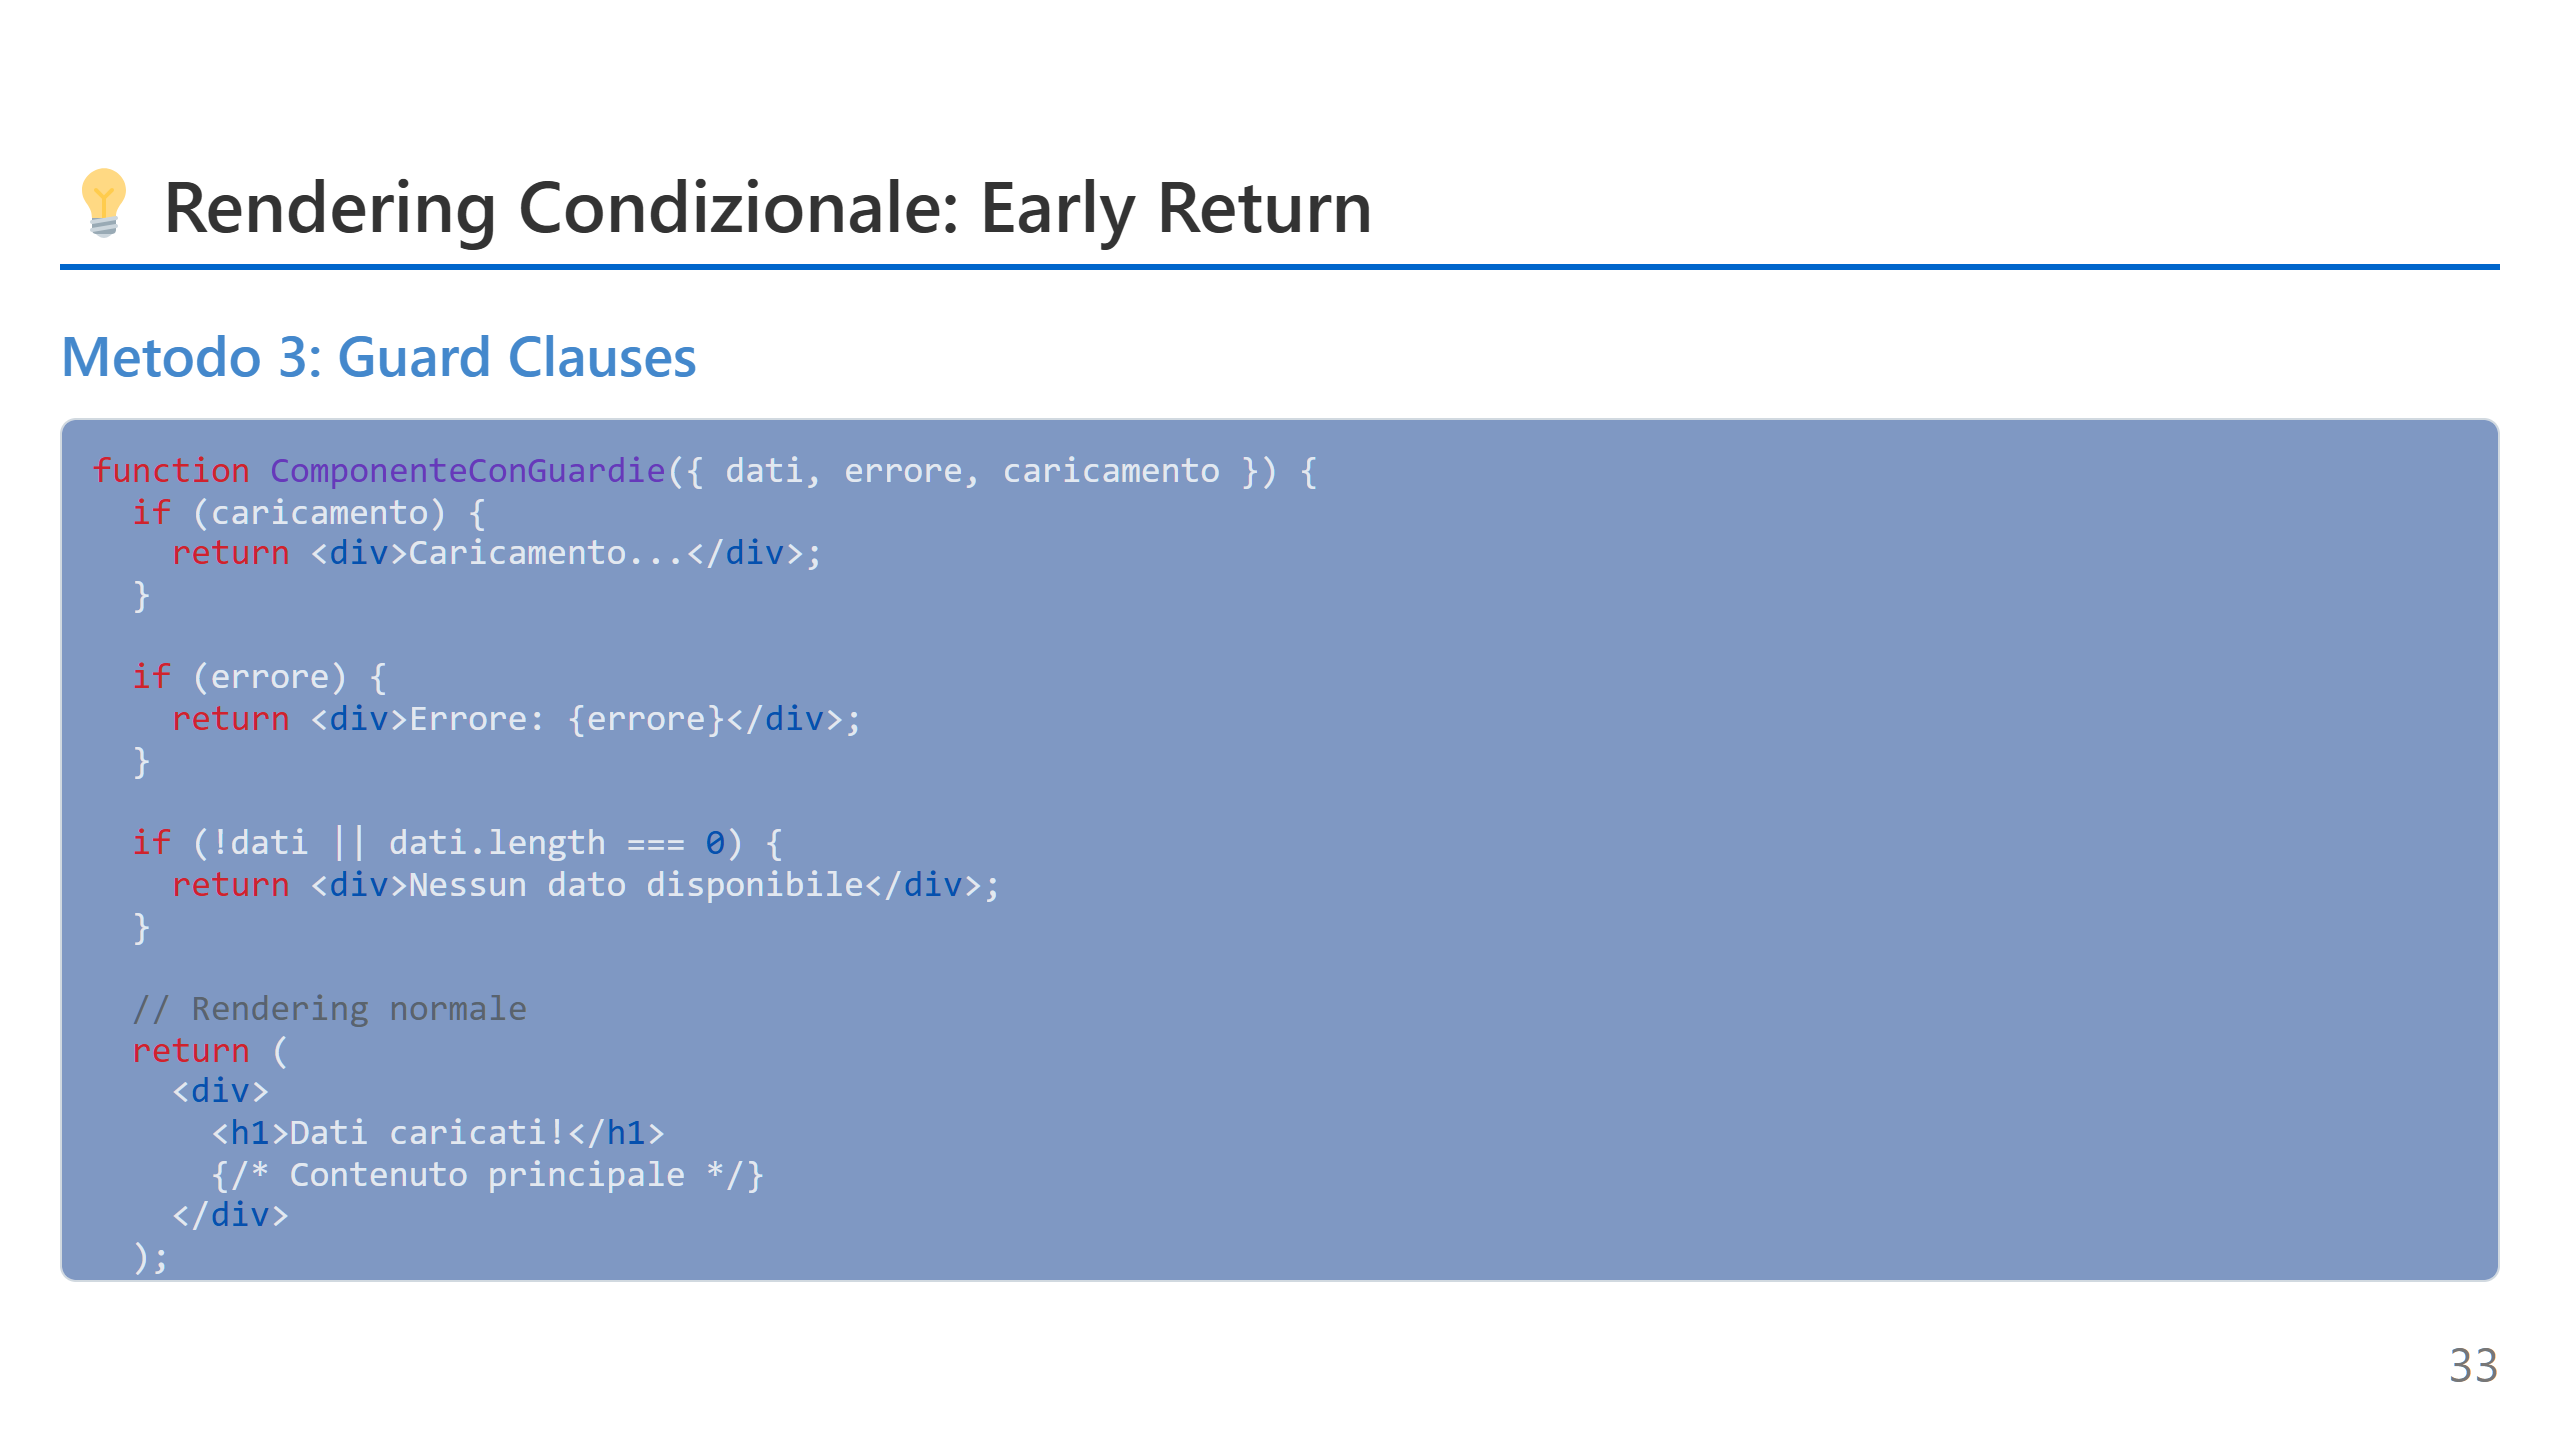 💡 Rendering Condizionale: Early Return
Metodo 3: Guard Clauses
function ComponenteConGuardie({ dati, errore, caricamento }) {
  if (caricamento) {
    return <div>Caricamento...</div>;
  }

  if (errore) {
    return <div>Errore: {errore}</div>;
  }

  if (!dati || dati.length === 0) {
    return <div>Nessun dato disponibile</div>;
  }

  // Rendering normale
  return (
    <div>
      <h1>Dati caricati!</h1>
      {/* Contenuto principale */}
    </div>
  );
33